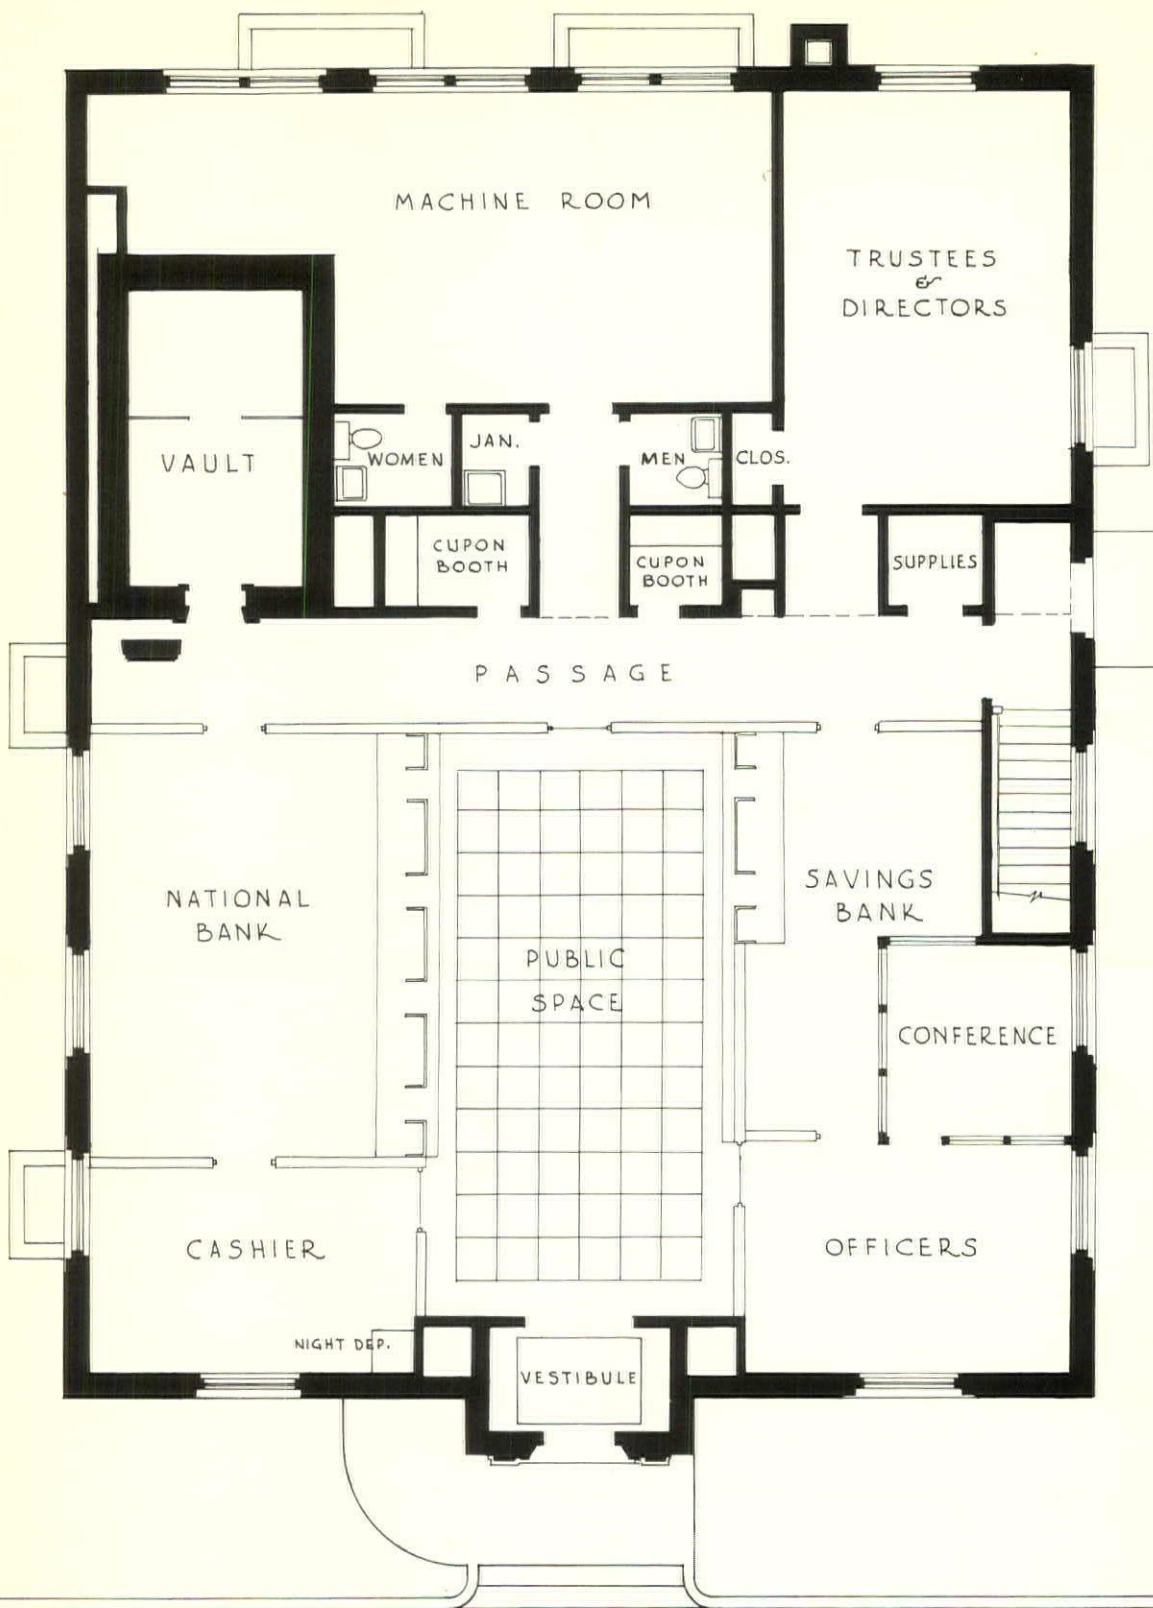 MACHINE ROOM
TRUSTEES
&
DIRECTORS
VAULT
WOMEN
JAN.
MEN
CLOS.
CUPON
BOOTH
CUPON
BOOTH
SUPPLIES
PASSAGE
NATIONAL
BANK
PUBLIC
SPACE
SAVINGS
BANK
CONFERENCE
CASHIER
OFFICERS
NIGHT DEP.
VESTIBULE